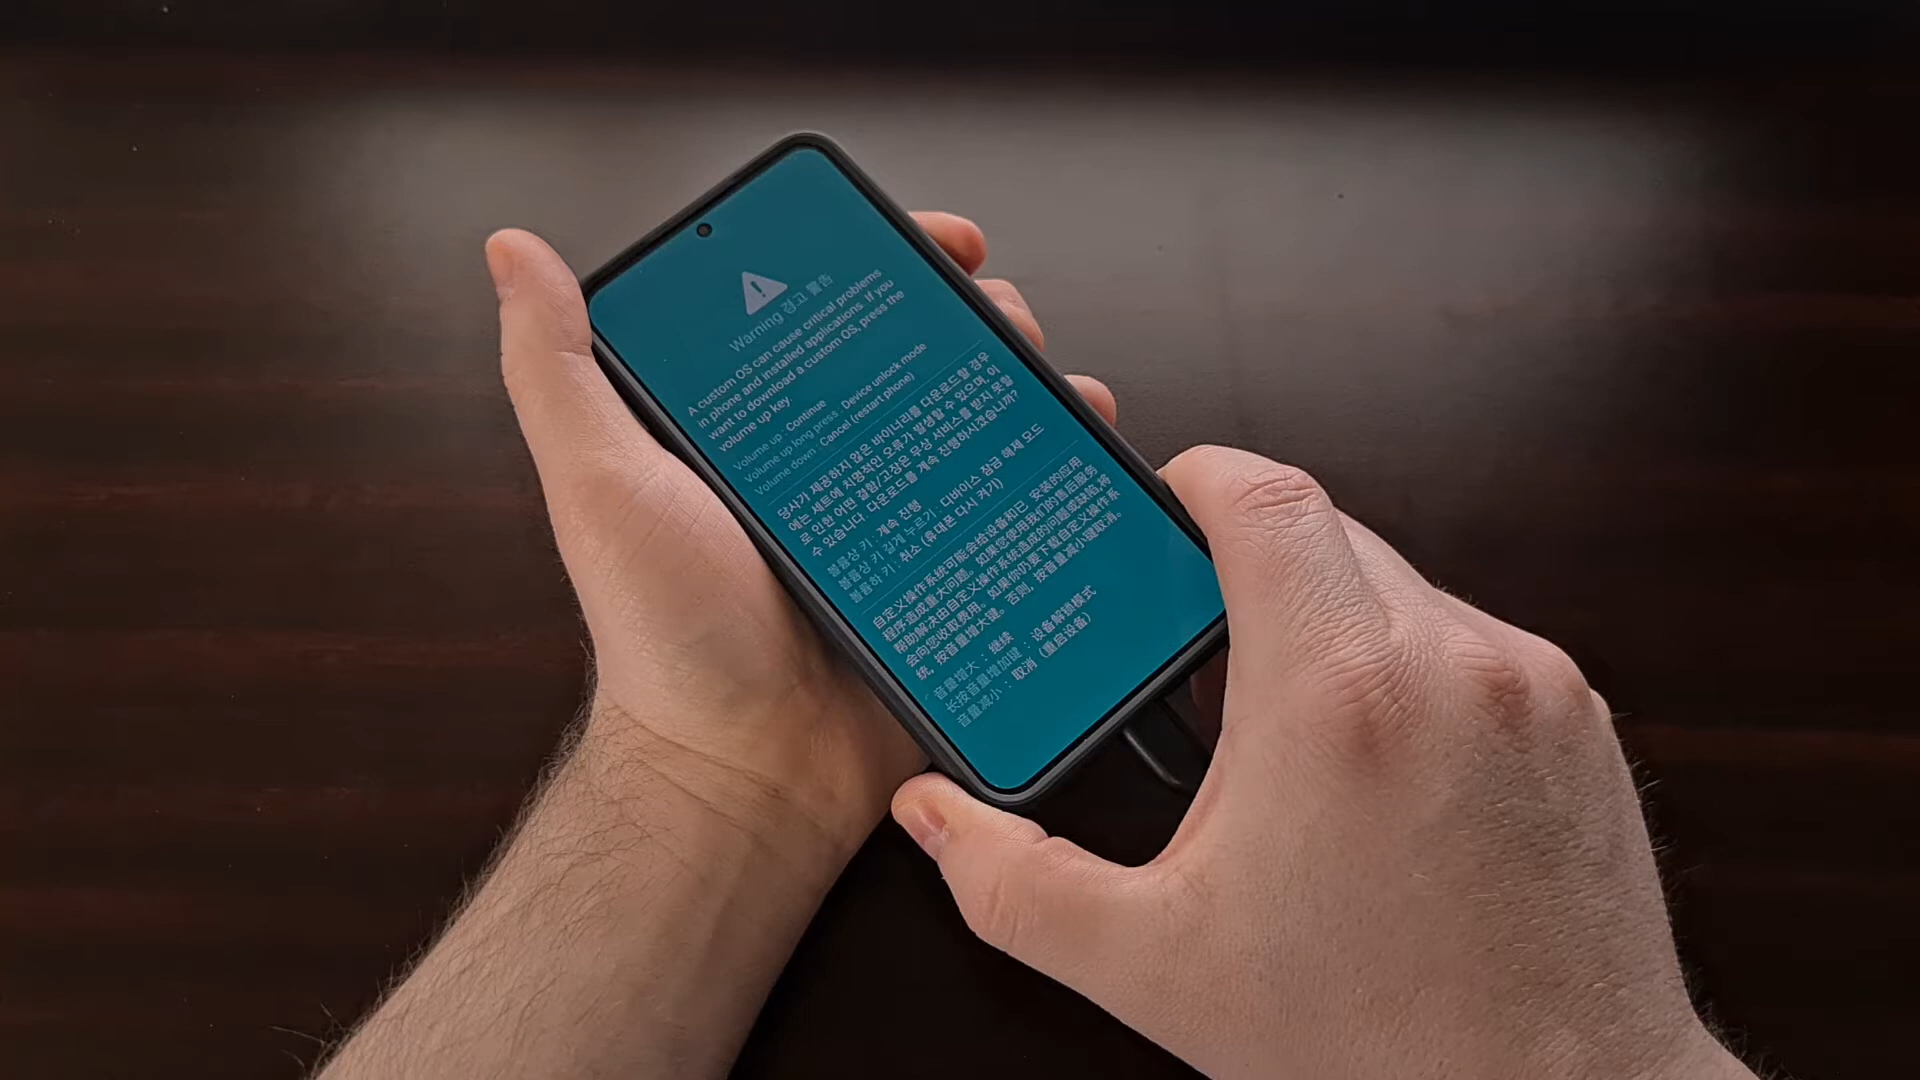 Warning 경고 警告
A custom OS can cause critical problems
in phone and installed applications. If you
want to download a custom OS, press the
volume up key.
Volume up : Continue
Volume up long press : Device unlock mode
Volume down : Cancel (restart phone)
당사가 제공하지 않은 바이너리를 다운로드할 경우
에는 세트에 치명적인 오류가 발생할 수 있으며, 이
로 인한 어떤 결함/고장은 무상 서비스를 받지 못할
수 있습니다. 다운로드를 계속 진행하시겠습니까?
볼륨상 키 : 계속 진행
볼륨상 키 길게 누르기 : 디바이스 잠금 해제 모드
볼륨하 키 : 취소 (휴대폰 다시 켜기)
自定义操作系统可能会给设备和已 安装的应用
程序造成重大问题。如果您使用我们的售后服务
帮助解决由自定义操作系统造成的问题或缺陷,将
会向您收取费用。如果你仍要下载自定义操作系
统, 按音量增大键。否则, 按音量减小键取消。
音量增大 : 继续
长按音量增加键 : 设备解锁模式
音量减小 : 取消 (重启设备)